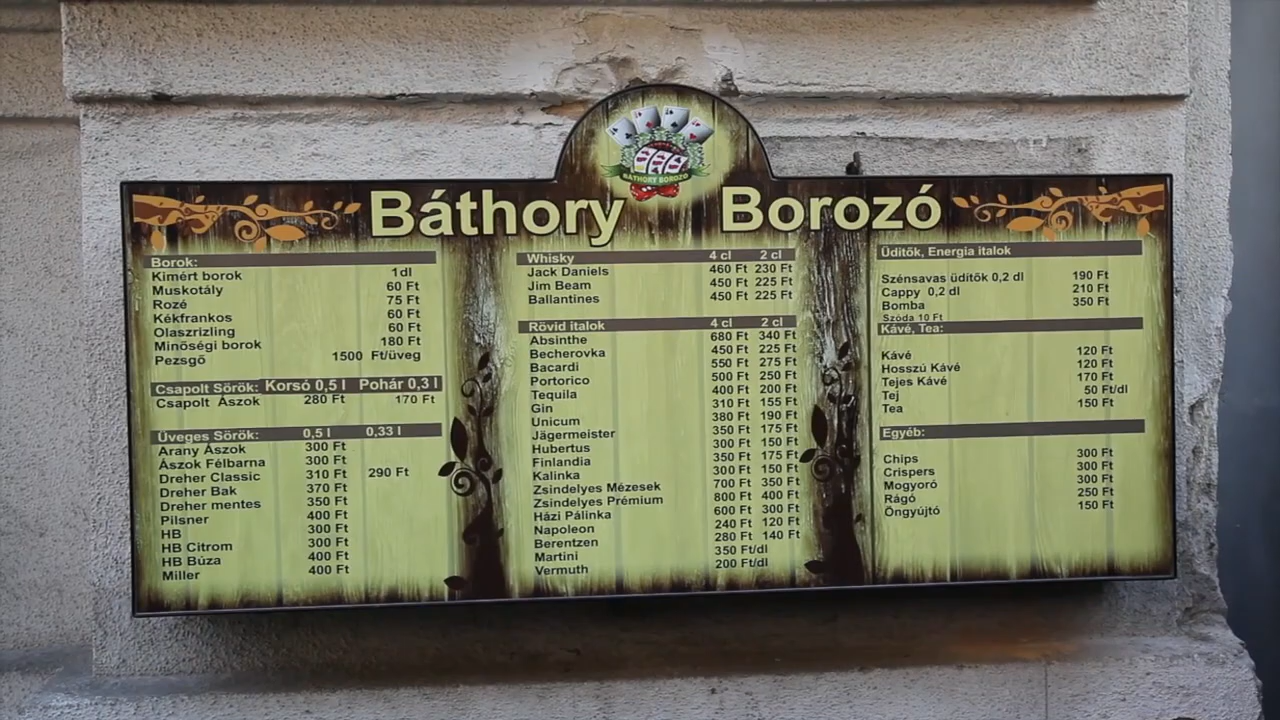 BÁTHORY BOROZÓ
Báthory Borozó
Borok:
Kimért borok 1dl
Muskotály 60 Ft
Rozé 75 Ft
Kékfrankos 60 Ft
Olaszrizling 60 Ft
Minőségi borok 180 Ft
Pezsgő 1500 Ft/üveg
Csapolt Sörök: Korsó 0,5 l Pohár 0,3 l
Csapolt Ászok 280 Ft 170 Ft
Üveges Sörök: 0,5 l 0,33 l
Arany Ászok 300 Ft
Ászok Félbarna 300 Ft
Dreher Classic 310 Ft 290 Ft
Dreher Bak 370 Ft
Dreher mentes 350 Ft
Pilsner 400 Ft
HB 300 Ft
HB Citrom 300 Ft
HB Búza 400 Ft
Miller 400 Ft
Whisky 4 cl 2 cl
Jack Daniels 460 Ft 230 Ft
Jim Beam 450 Ft 225 Ft
Ballantines 450 Ft 225 Ft
Rövid italok 4 cl 2 cl
Absinthe 680 Ft 340 Ft
Becherovka 450 Ft 225 Ft
Bacardi 550 Ft 275 Ft
Portorico 500 Ft 250 Ft
Tequila 400 Ft 200 Ft
Gin 310 Ft 155 Ft
Unicum 380 Ft 190 Ft
Jägermeister 350 Ft 175 Ft
Hubertus 300 Ft 150 Ft
Finlandia 350 Ft 175 Ft
Kalinka 300 Ft 150 Ft
Zsindelyes Mézesek 700 Ft 350 Ft
Zsindelyes Prémium 800 Ft 400 Ft
Házi Pálinka 600 Ft 300 Ft
Napoleon 240 Ft 120 Ft
Berentzen 280 Ft 140 Ft
Martini 350 Ft/dl
Vermuth 200 Ft/dl
Üditők, Energia italok
Szénsavas üdítők 0,2 dl 190 Ft
Cappy 0,2 dl 210 Ft
Bomba 350 Ft
Szóda 10 Ft
Kávé, Tea:
Kávé 120 Ft
Hosszú Kávé 120 Ft
Tejes Kávé 170 Ft
Tej 50 Ft/dl
Tea 150 Ft
Egyéb:
Chips 300 Ft
Crispers 300 Ft
Mogyoró 300 Ft
Rágó 250 Ft
Öngyújtó 150 Ft